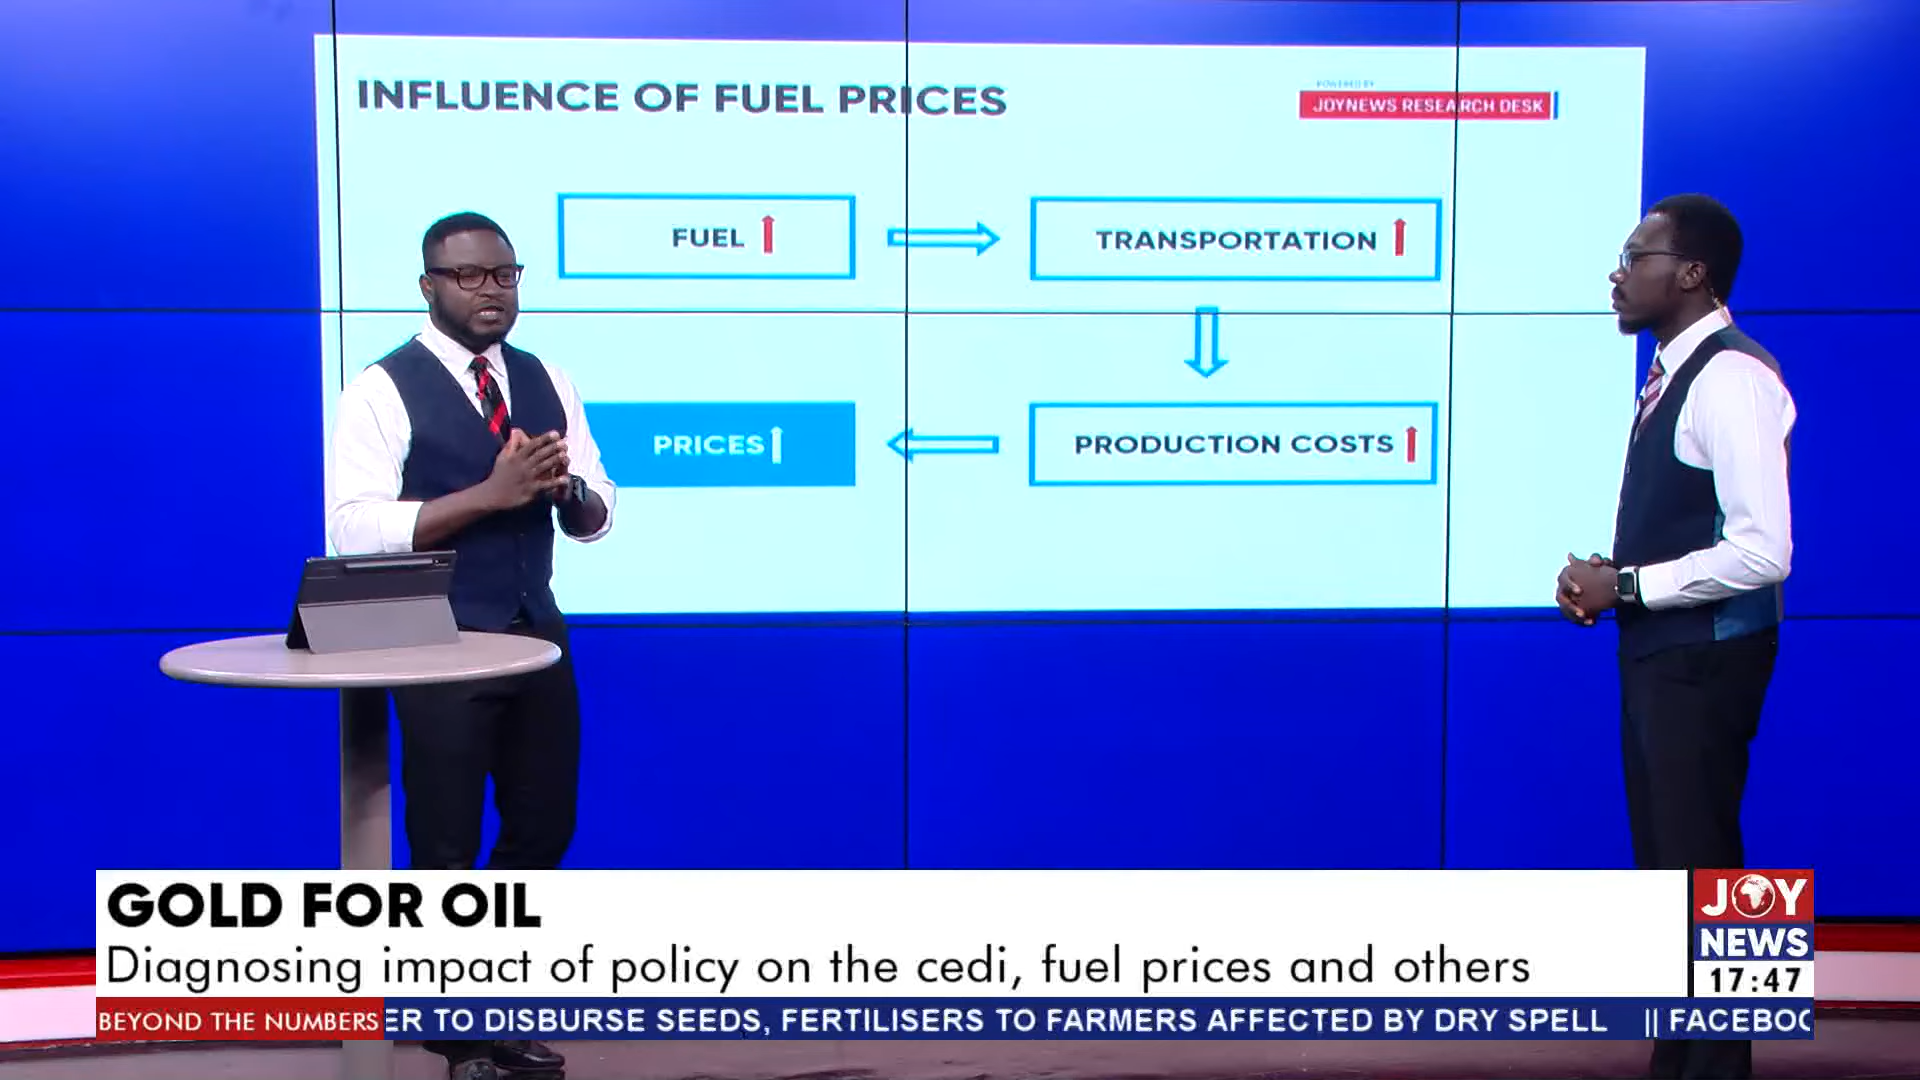 INFLUENCE OF FUEL PRICES
POWERED BY
JOYNEWS RESEARCH DESK
FUEL
TRANSPORTATION
PRICES
PRODUCTION COSTS
GOLD FOR OIL
Diagnosing impact of policy on the cedi, fuel prices and others
JOY
NEWS
17:47
BEYOND THE NUMBERS
ER TO DISBURSE SEEDS, FERTILISERS TO FARMERS AFFECTED BY DRY SPELL || FACEBOO